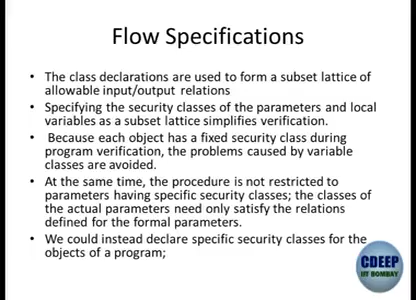 Flow Specifications
• The class declarations are used to form a subset lattice of
allowable input/output relations
• Specifying the security classes of the parameters and local
variables as a subset lattice simplifies verification.
• Because each object has a fixed security class during
program verification, the problems caused by variable
classes are avoided.
• At the same time, the procedure is not restricted to
parameters having specific security classes; the classes of
the actual parameters need only satisfy the relations
defined for the formal parameters.
• We could instead declare specific security classes for the
objects of a program;
CDEEP
IIT BOMBAY